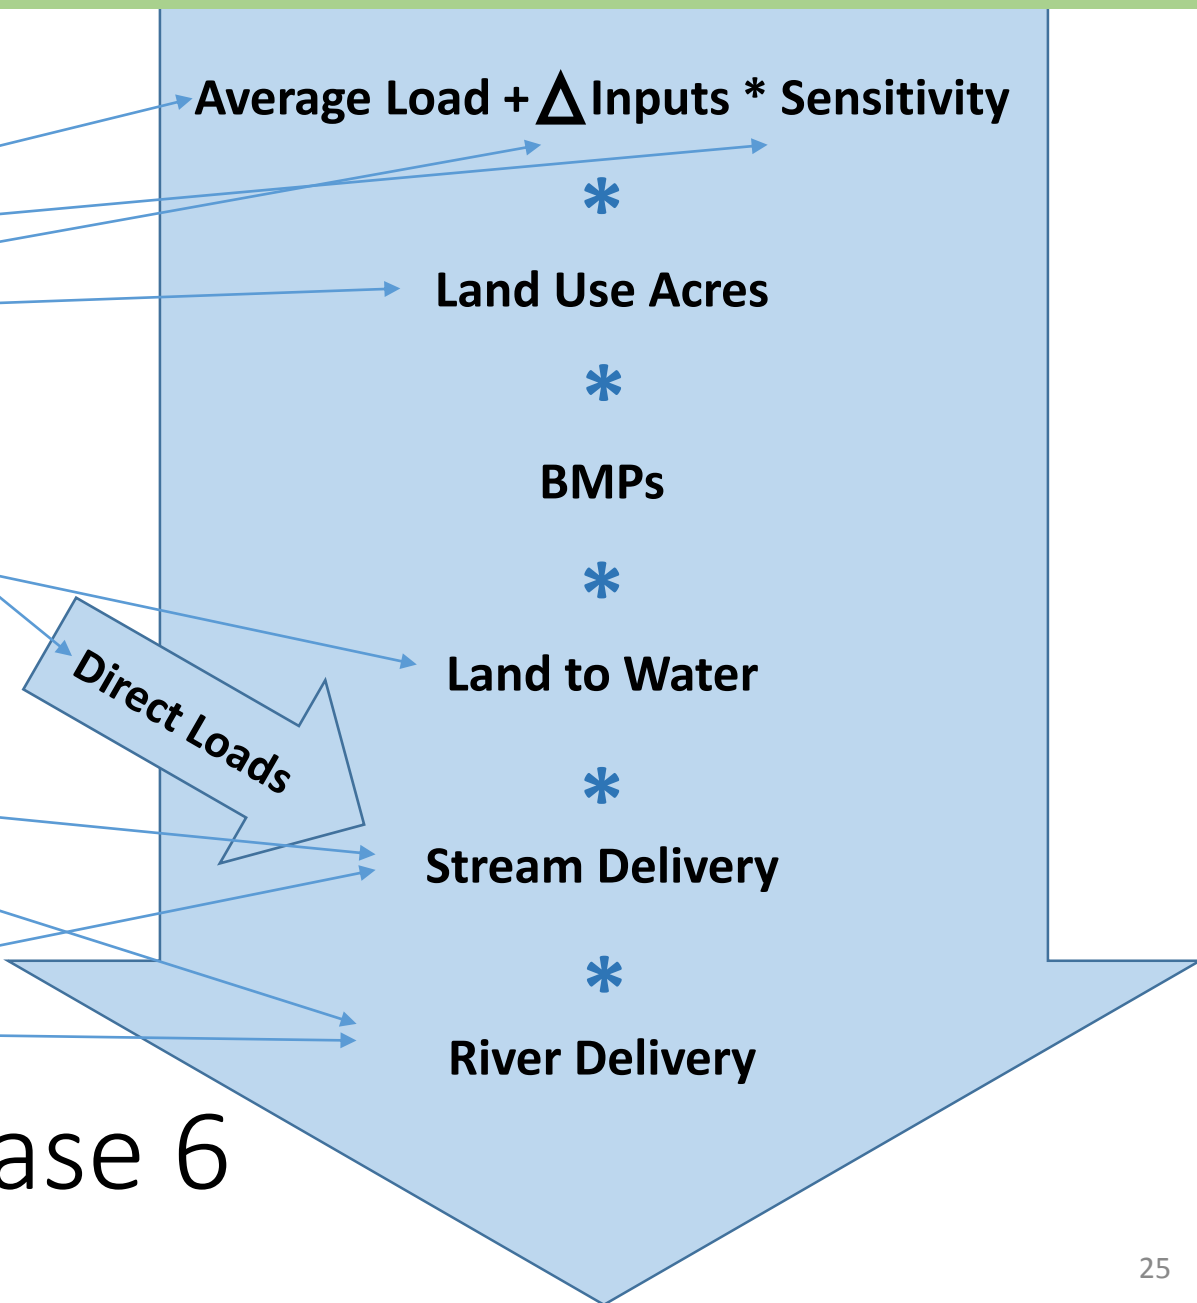 Average Load + Δ Inputs * Sensitivity
*
Land Use Acres
*
BMPs
*
Land to Water
Direct Loads
*
Stream Delivery
*
River Delivery
ase 6
25